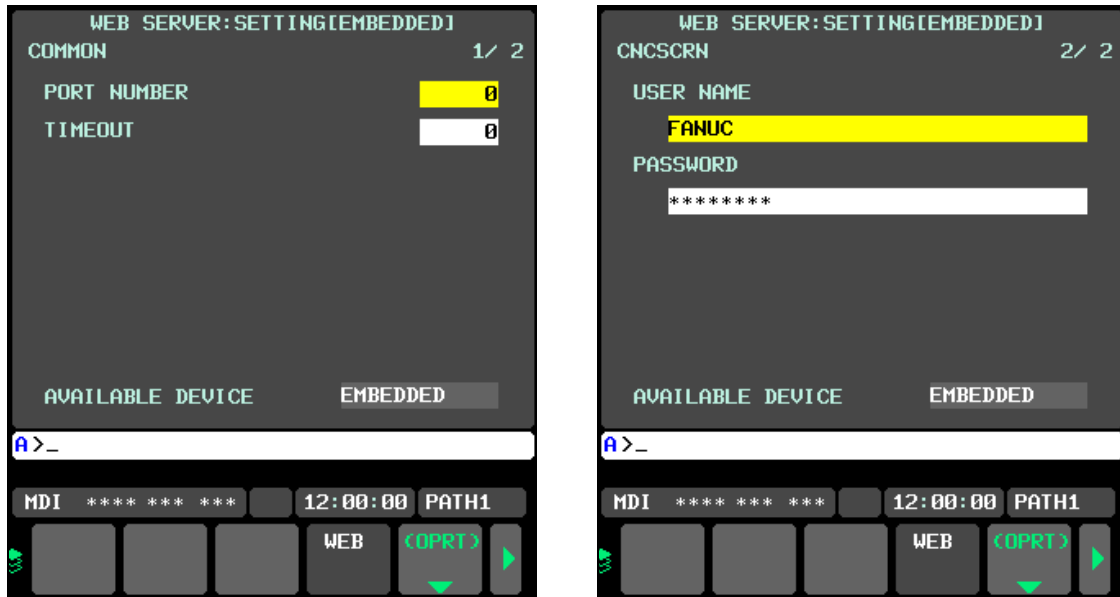 WEB SERVER:SETTING[EMBEDDED]
COMMON 1/ 2
PORT NUMBER 0
TIMEOUT 0
AVAILABLE DEVICE EMBEDDED
A>_
MDI **** *** *** 12:00:00 PATH1
WEB (OPRT)
WEB SERVER:SETTING[EMBEDDED]
CNCSCRN 2/ 2
USER NAME
FANUC
PASSWORD
********
AVAILABLE DEVICE EMBEDDED
A>_
MDI **** *** *** 12:00:00 PATH1
WEB (OPRT)